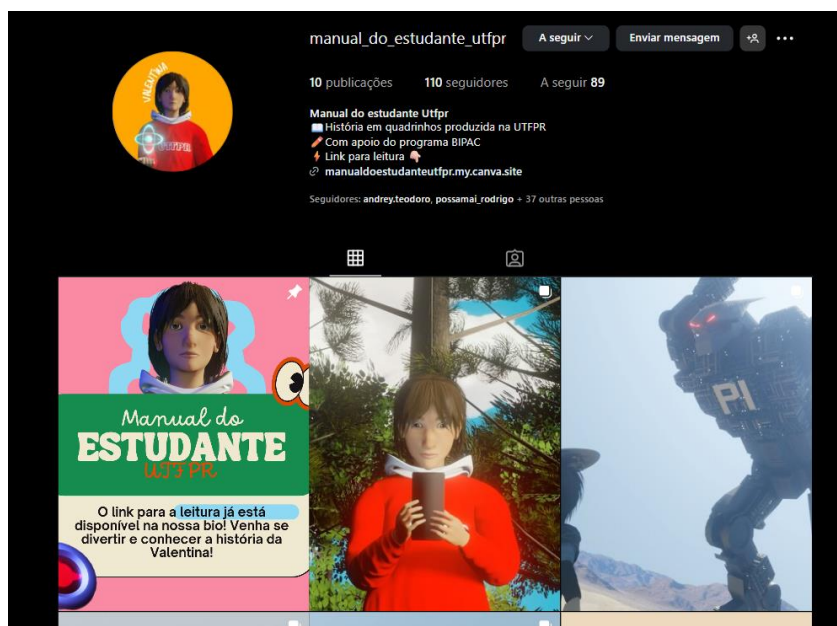 manual_do_estudante_utfpr A seguir Enviar mensagem
VALENTINA
UTFPR
10 publicações 110 seguidores A seguir 89
Manual do estudante Utfpr
📖 História em quadrinhos produzida na UTFPR
🖍️ Com apoio do programa BIPAC
⚡ Link para leitura 👇🏻
manualdoestudanteutfpr.my.canva.site
Seguidores: andrey.teodoro, possamai_rodrigo + 37 outras pessoas
Manual do
ESTUDANTE
UTFPR
O link para a leitura já está
disponível na nossa bio! Venha se
divertir e conhecer a história da
Valentina!
PI